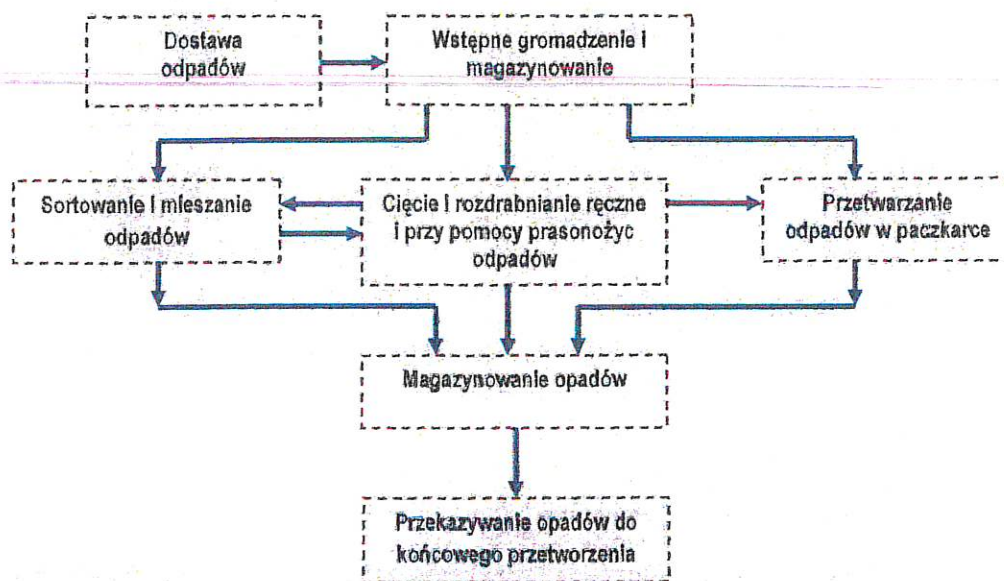 Dostawa
odpadów
Wstępne gromadzenie i
magazynowanie
Sortowanie i mieszanie
odpadów
Cięcie i rozdrabnianie ręczne
i przy pomocy prasonożyc
odpadów
Przetwarzanie
odpadów w paczkarce
Magazynowanie opadów
Przekazywanie opadów do
końcowego przetworzenia